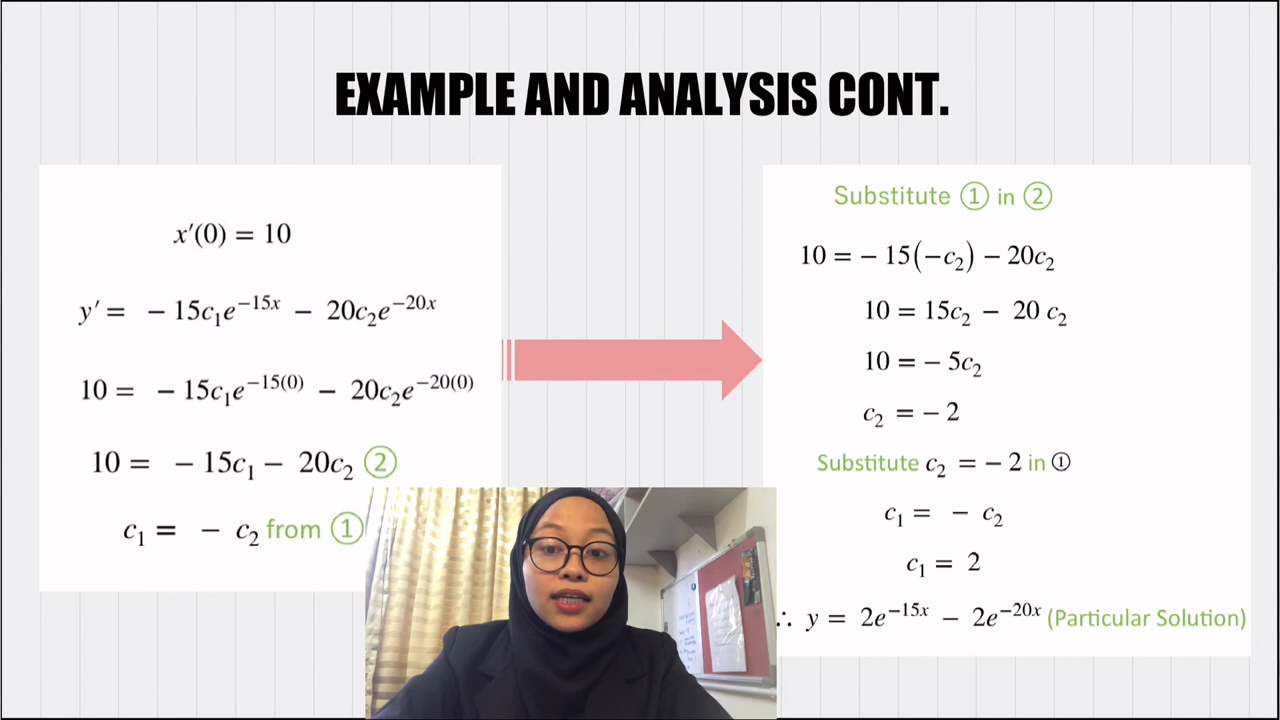 EXAMPLE AND ANALYSIS CONT.
x′(0) = 10
y′ = − 15c₁e⁻¹⁵ˣ − 20c₂e⁻²⁰ˣ
10 = − 15c₁e⁻¹⁵⁽⁰⁾ − 20c₂e⁻²⁰⁽⁰⁾
10 = − 15c₁ − 20c₂ ②
c₁ = − c₂ from ①
Substitute ① in ②
10 = − 15(−c₂) − 20c₂
10 = 15c₂ − 20 c₂
10 = − 5c₂
c₂ = − 2
Substitute c₂ = − 2 in ①
c₁ = − c₂
c₁ = 2
∴ y = 2e⁻¹⁵ˣ − 2e⁻²⁰ˣ (Particular Solution)